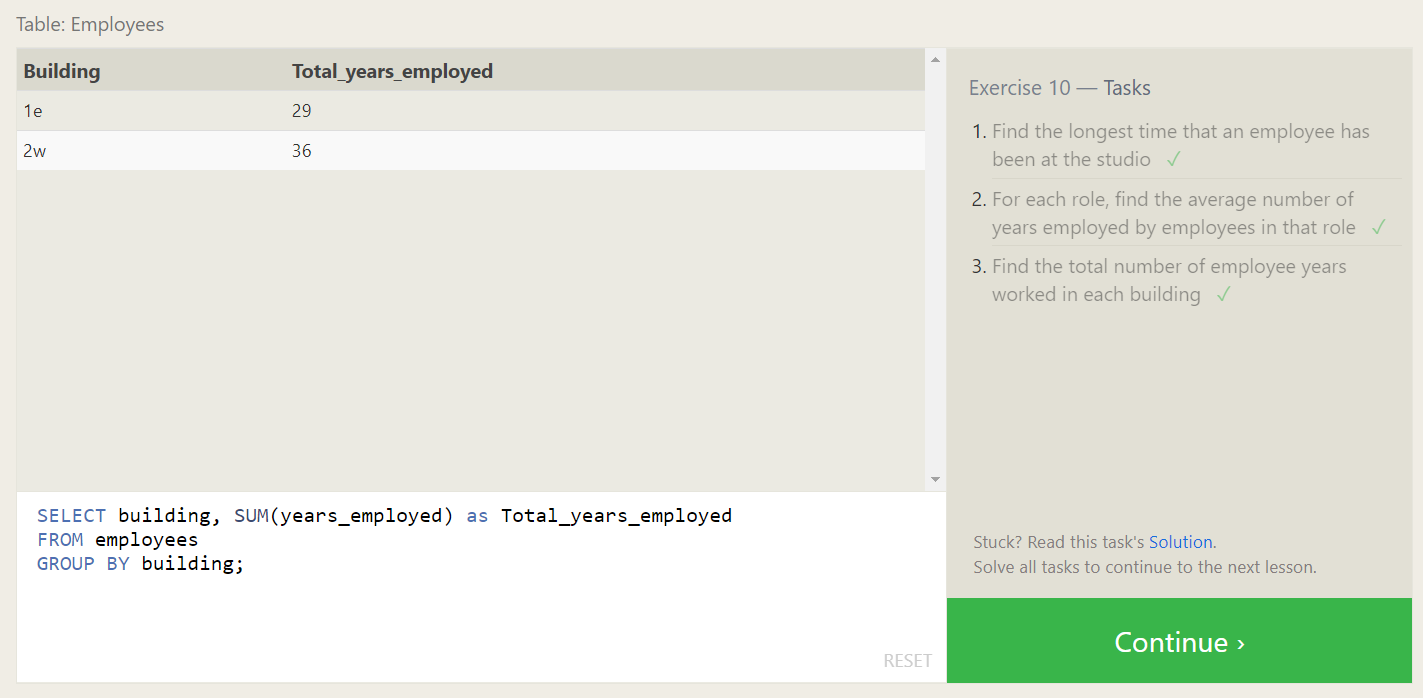 Table: Employees
Building Total_years_employed
1e 29
2w 36
SELECT building, SUM(years_employed) as Total_years_employed
FROM employees
GROUP BY building;
RESET
Exercise 10 — Tasks
1. Find the longest time that an employee has
been at the studio ✓
2. For each role, find the average number of
years employed by employees in that role ✓
3. Find the total number of employee years
worked in each building ✓
Stuck? Read this task's Solution.
Solve all tasks to continue to the next lesson.
Continue ›